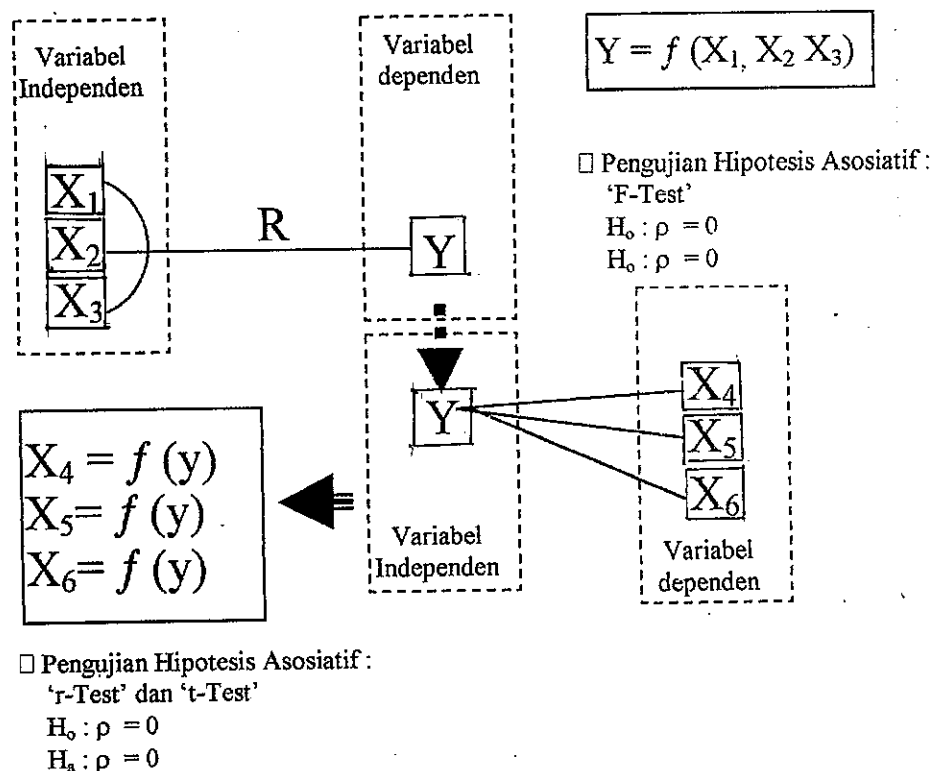 Variabel
Independen
Variabel
dependen
Y = f (X₁, X₂ X₃)
X₁
X₂
X₃
R
Y
□ Pengujian Hipotesis Asosiatif :
'F-Test'
Hₒ : ρ = 0
Hₒ : ρ = 0
Y
Variabel
Independen
X₄
X₅
X₆
Variabel
dependen
X₄ = f (y)
X₅= f (y)
X₆= f (y)
□ Pengujian Hipotesis Asosiatif :
'r-Test' dan 't-Test'
Hₒ : ρ = 0
Hₐ : ρ = 0